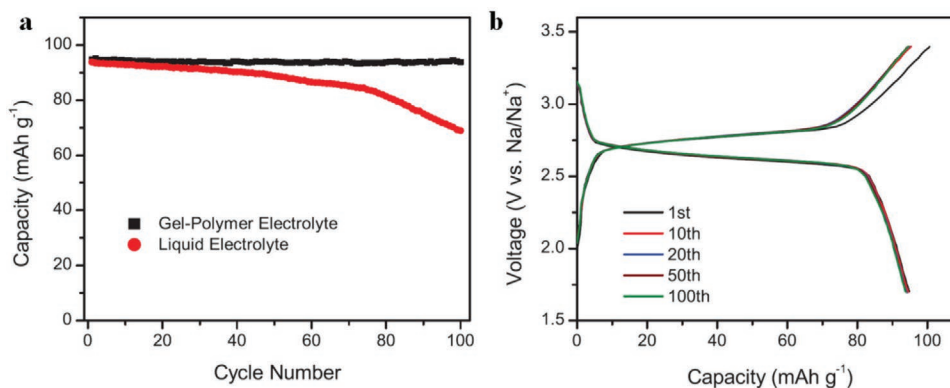 a
Capacity (mAh g-1)
100
80
60
40
20
0
Gel-Polymer Electrolyte
Liquid Electrolyte
0 20 40 60 80 100
Cycle Number
b
Voltage (V vs. Na/Na+)
3.5
3.0
2.5
2.0
1.5
1st
10th
20th
50th
100th
0 20 40 60 80 100
Capacity (mAh g-1)